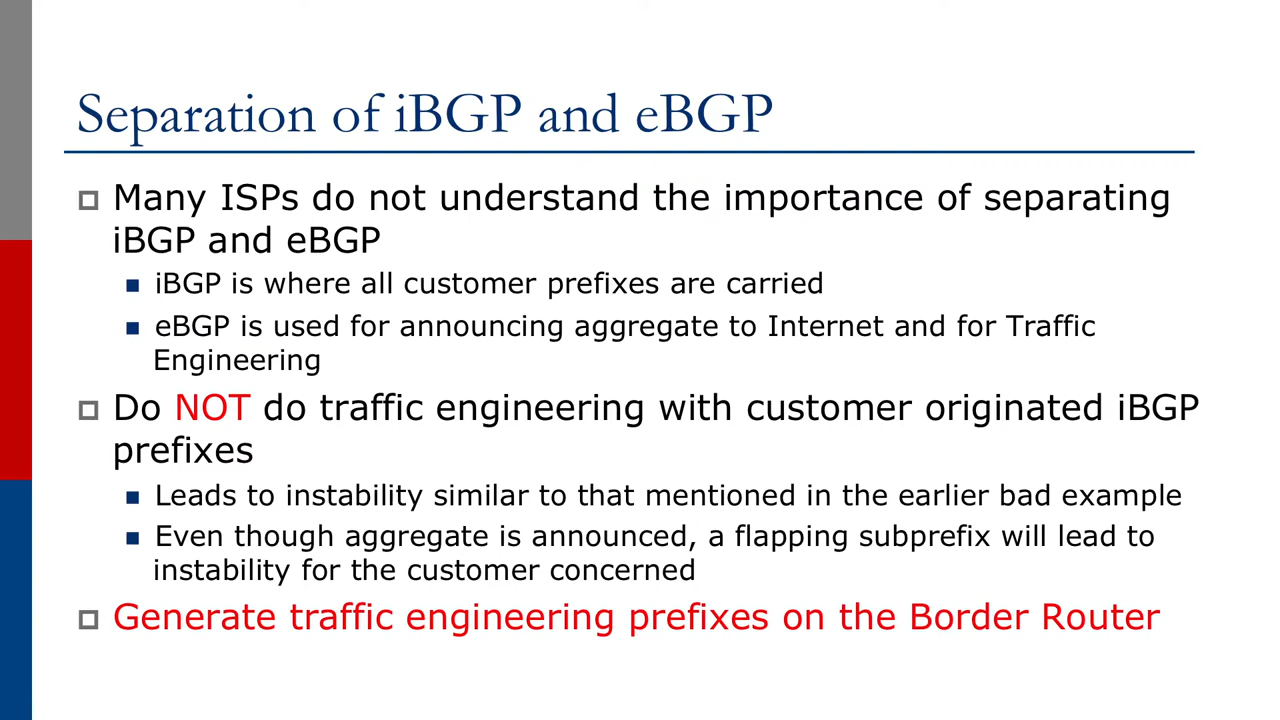 Separation of iBGP and eBGP
Many ISPs do not understand the importance of separating
iBGP and eBGP
iBGP is where all customer prefixes are carried
eBGP is used for announcing aggregate to Internet and for Traffic
Engineering
Do NOT do traffic engineering with customer originated iBGP
prefixes
Leads to instability similar to that mentioned in the earlier bad example
Even though aggregate is announced, a flapping subprefix will lead to
instability for the customer concerned
Generate traffic engineering prefixes on the Border Router